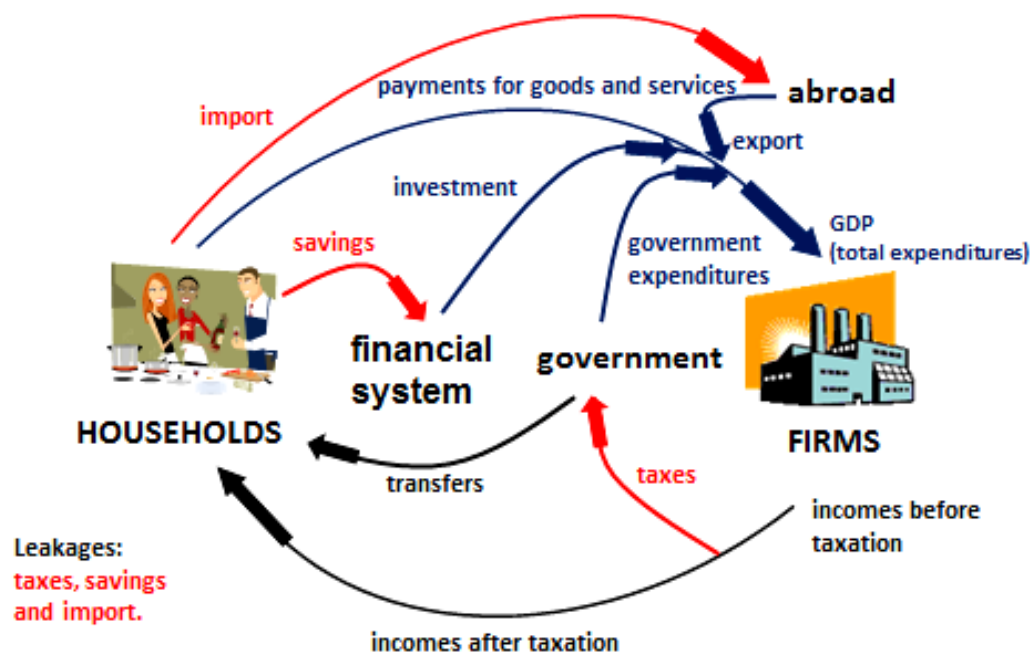 payments for goods and services
abroad
import
export
investment
GDP
(total expenditures)
savings
government
expenditures
financial
system
government
HOUSEHOLDS
FIRMS
transfers
taxes
incomes before
taxation
Leakages:
taxes, savings
and import.
incomes after taxation